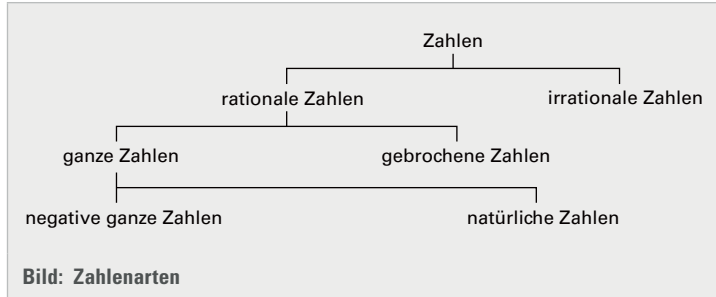 Zahlen
rationale Zahlen irrationale Zahlen
ganze Zahlen gebrochene Zahlen
negative ganze Zahlen natürliche Zahlen
Bild: Zahlenarten